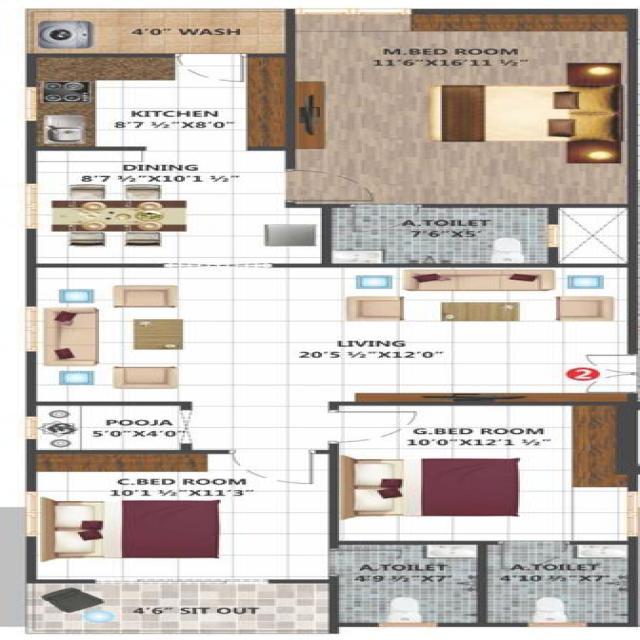 4'0" WASH
M.BED ROOM
11'6"X16'11 ½"
KITCHEN
8'7 ½"X8'0"
DINING
8'7 ½"X10'1 ½"
A.TOILET
7'6"X5'
LIVING
20'5 ½"X12'0"
2
POOJA
5'0"X4'0"
G.BED ROOM
10'0"X12'1 ½"
C.BED ROOM
10'1 ½"X11'3"
A.TOILET
4'9 ½"X7'
A.TOILET
4'10 ½"X7'
4'6" SIT OUT